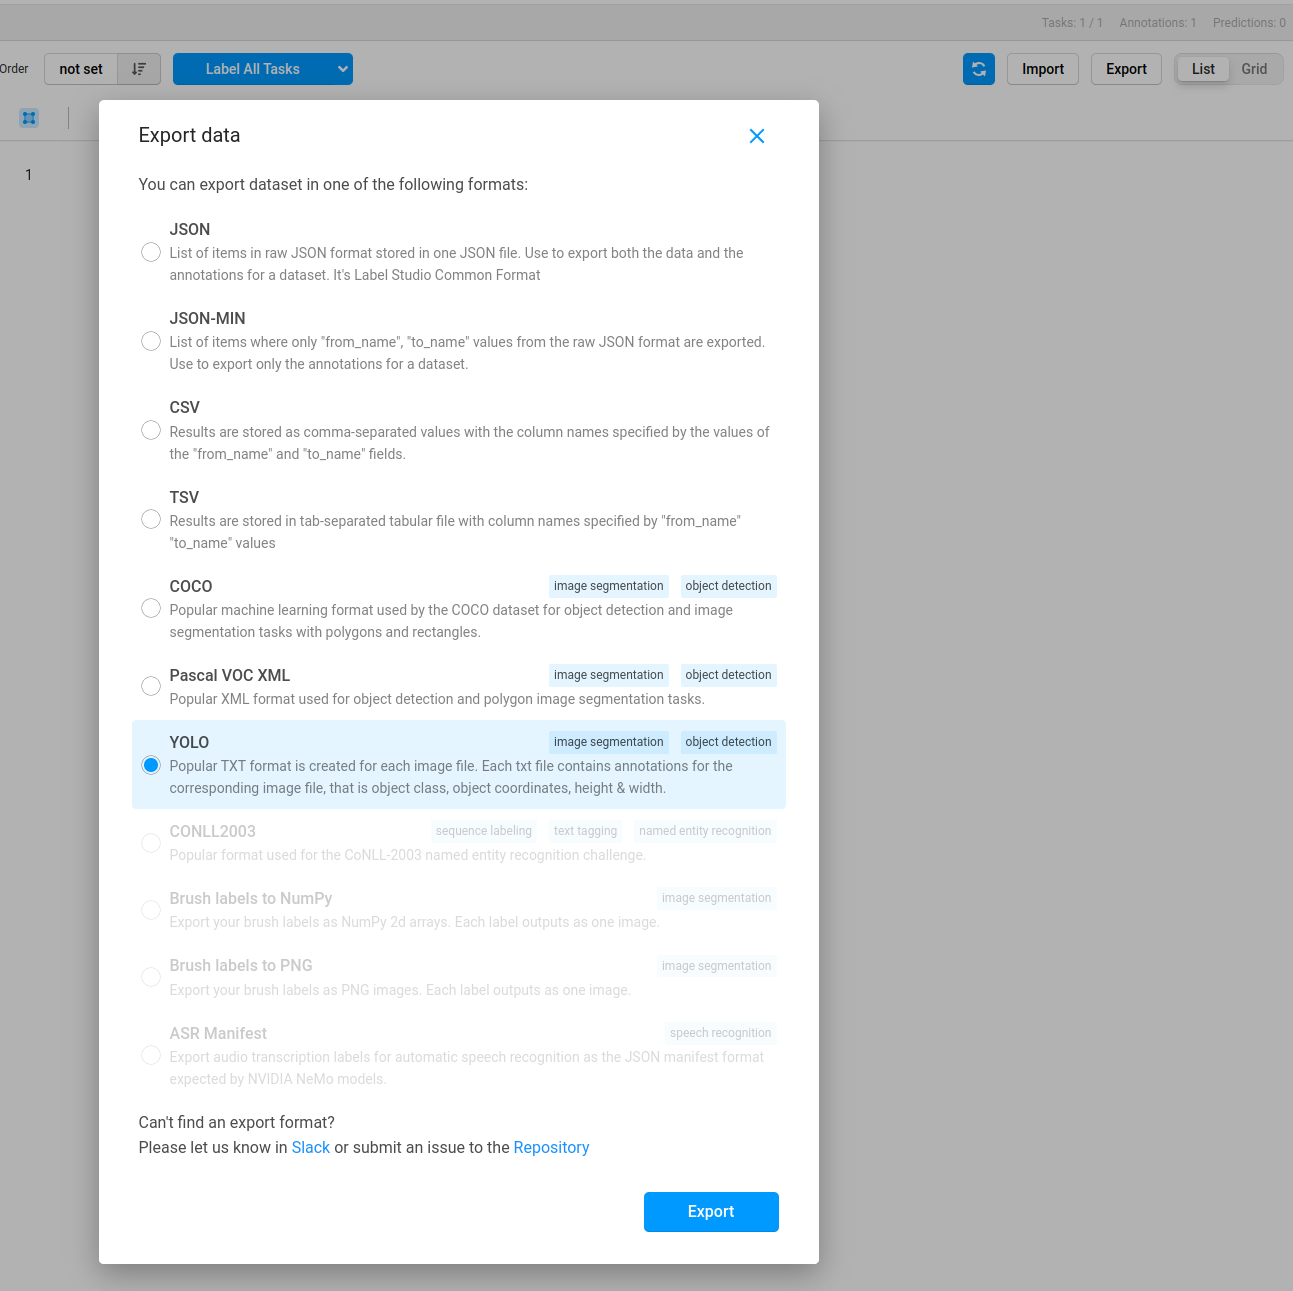 Tasks: 1 / 1 Annotations: 1 Predictions: 0
Order not set Label All Tasks Import Export List Grid
1
Export data
You can export dataset in one of the following formats:
JSON
List of items in raw JSON format stored in one JSON file. Use to export both the data and the
annotations for a dataset. It's Label Studio Common Format
JSON-MIN
List of items where only "from_name", "to_name" values from the raw JSON format are exported.
Use to export only the annotations for a dataset.
CSV
Results are stored as comma-separated values with the column names specified by the values of
the "from_name" and "to_name" fields.
TSV
Results are stored in tab-separated tabular file with column names specified by "from_name"
"to_name" values
COCO image segmentation object detection
Popular machine learning format used by the COCO dataset for object detection and image
segmentation tasks with polygons and rectangles.
Pascal VOC XML image segmentation object detection
Popular XML format used for object detection and polygon image segmentation tasks.
YOLO image segmentation object detection
Popular TXT format is created for each image file. Each txt file contains annotations for the
corresponding image file, that is object class, object coordinates, height & width.
CONLL2003 sequence labeling text tagging named entity recognition
Popular format used for the CoNLL-2003 named entity recognition challenge.
Brush labels to NumPy image segmentation
Export your brush labels as NumPy 2d arrays. Each label outputs as one image.
Brush labels to PNG image segmentation
Export your brush labels as PNG images. Each label outputs as one image.
ASR Manifest speech recognition
Export audio transcription labels for automatic speech recognition as the JSON manifest format
expected by NVIDIA NeMo models.
Can't find an export format?
Please let us know in Slack or submit an issue to the Repository
Export